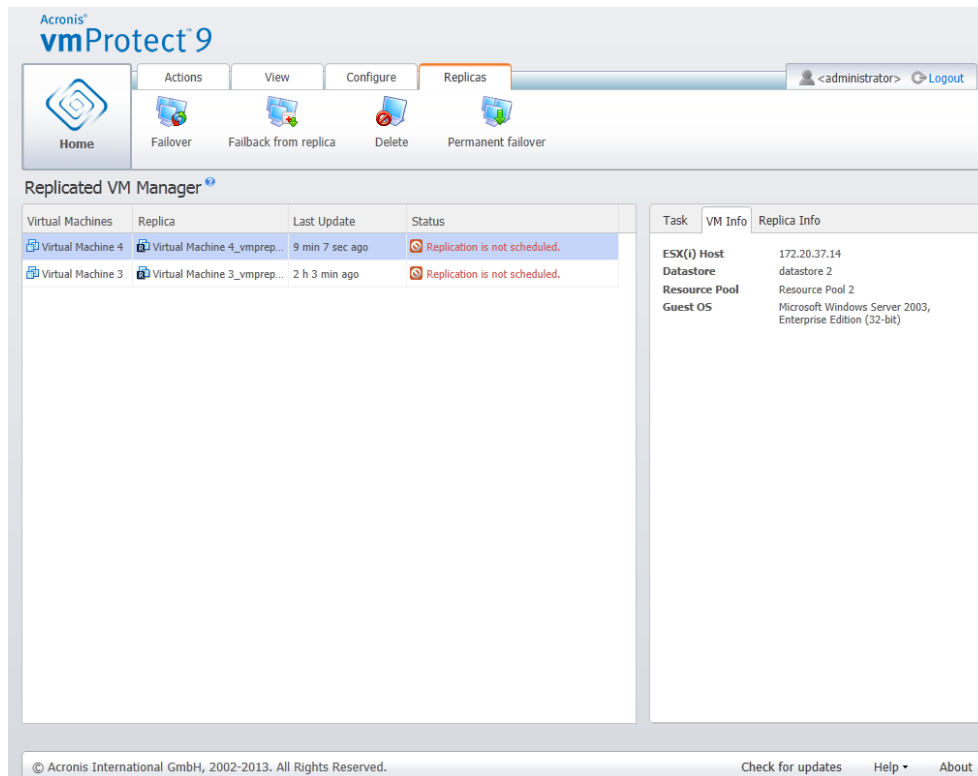 Acronis®
vmProtect™ 9
Actions View Configure Replicas
<administrator> Logout
Home
Failover Failback from replica Delete Permanent failover
Replicated VM Manager ?
Virtual Machines Replica Last Update Status
Virtual Machine 4 Virtual Machine 4_vmprep... 9 min 7 sec ago Replication is not scheduled.
Virtual Machine 3 Virtual Machine 3_vmprep... 2 h 3 min ago Replication is not scheduled.
Task VM Info Replica Info
ESX(i) Host 172.20.37.14
Datastore datastore 2
Resource Pool Resource Pool 2
Guest OS Microsoft Windows Server 2003,
Enterprise Edition (32-bit)
© Acronis International GmbH, 2002-2013. All Rights Reserved.
Check for updates Help About